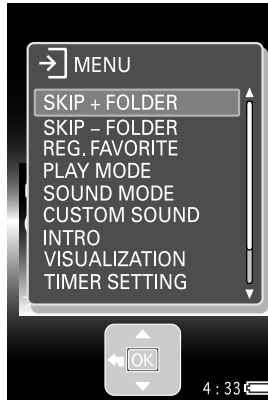 MENU
SKIP + FOLDER
SKIP – FOLDER
REG. FAVORITE
PLAY MODE
SOUND MODE
CUSTOM SOUND
INTRO
VISUALIZATION
TIMER SETTING
OK
4:33